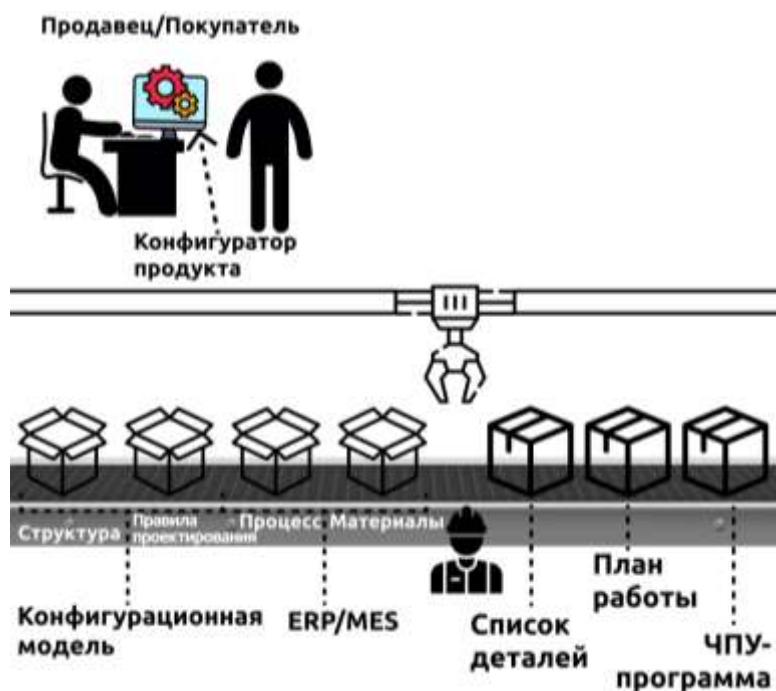 Продавец/Покупатель
Конфигуратор
продукта
Структура
Правила
проектирования
Процесс
Материалы
Конфигурационная
модель
ERP/MES
Список
деталей
План
работы
ЧПУ-
программа